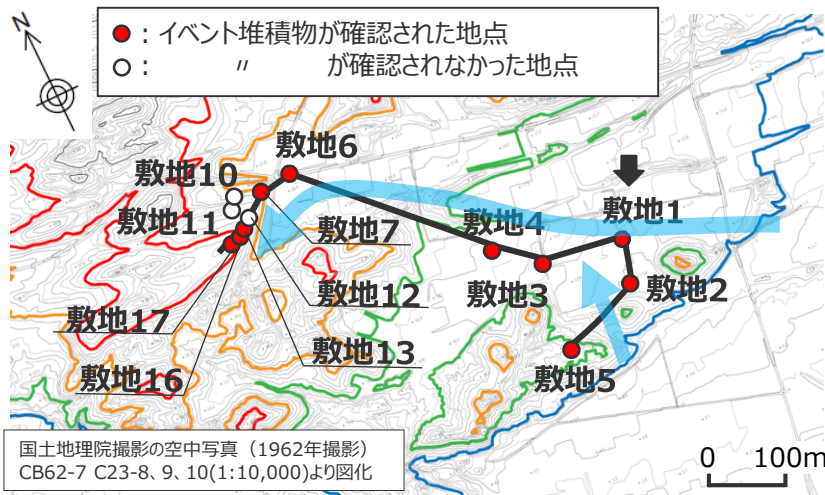 N
● : イベント堆積物が確認された地点
○ : 〃 が確認されなかった地点
敷地6
敷地10
敷地11
敷地7
敷地4
敷地1
敷地3
敷地2
敷地12
敷地17
敷地13
敷地16
敷地5
国土地理院撮影の空中写真（1962年撮影）
CB62-7 C23-8、9、10(1:10,000)より図化
0 100m